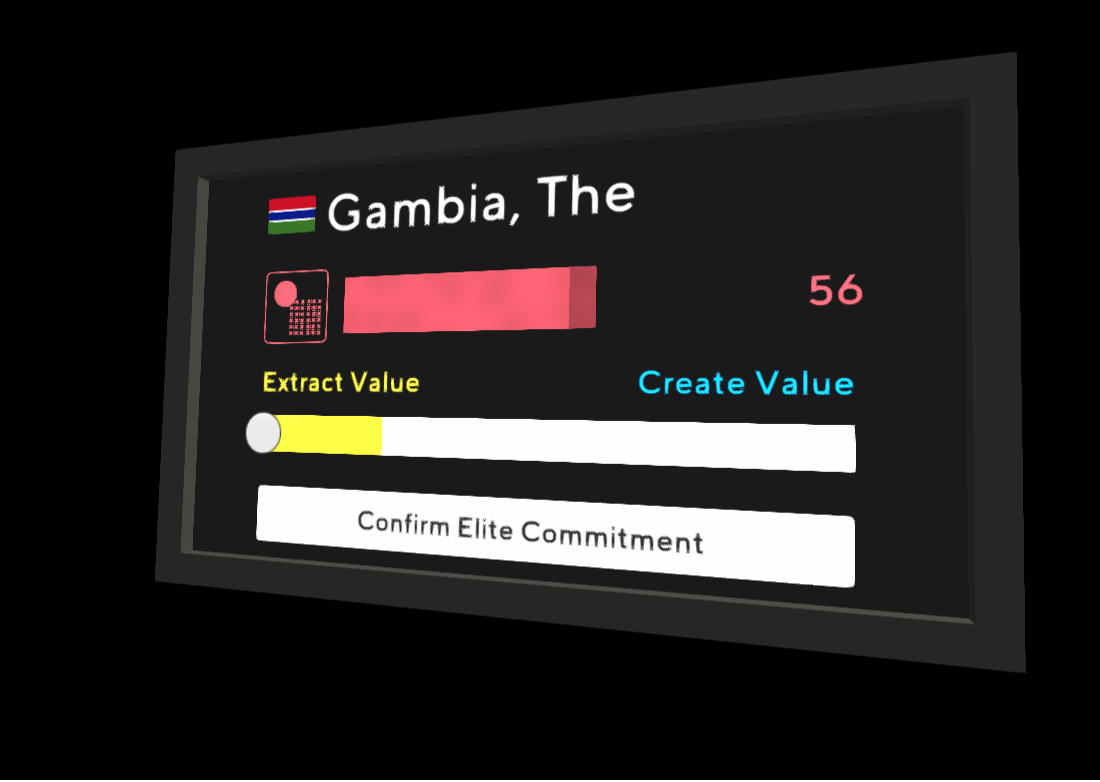 Gambia, The
56
Extract Value
Create Value
Confirm Elite Commitment